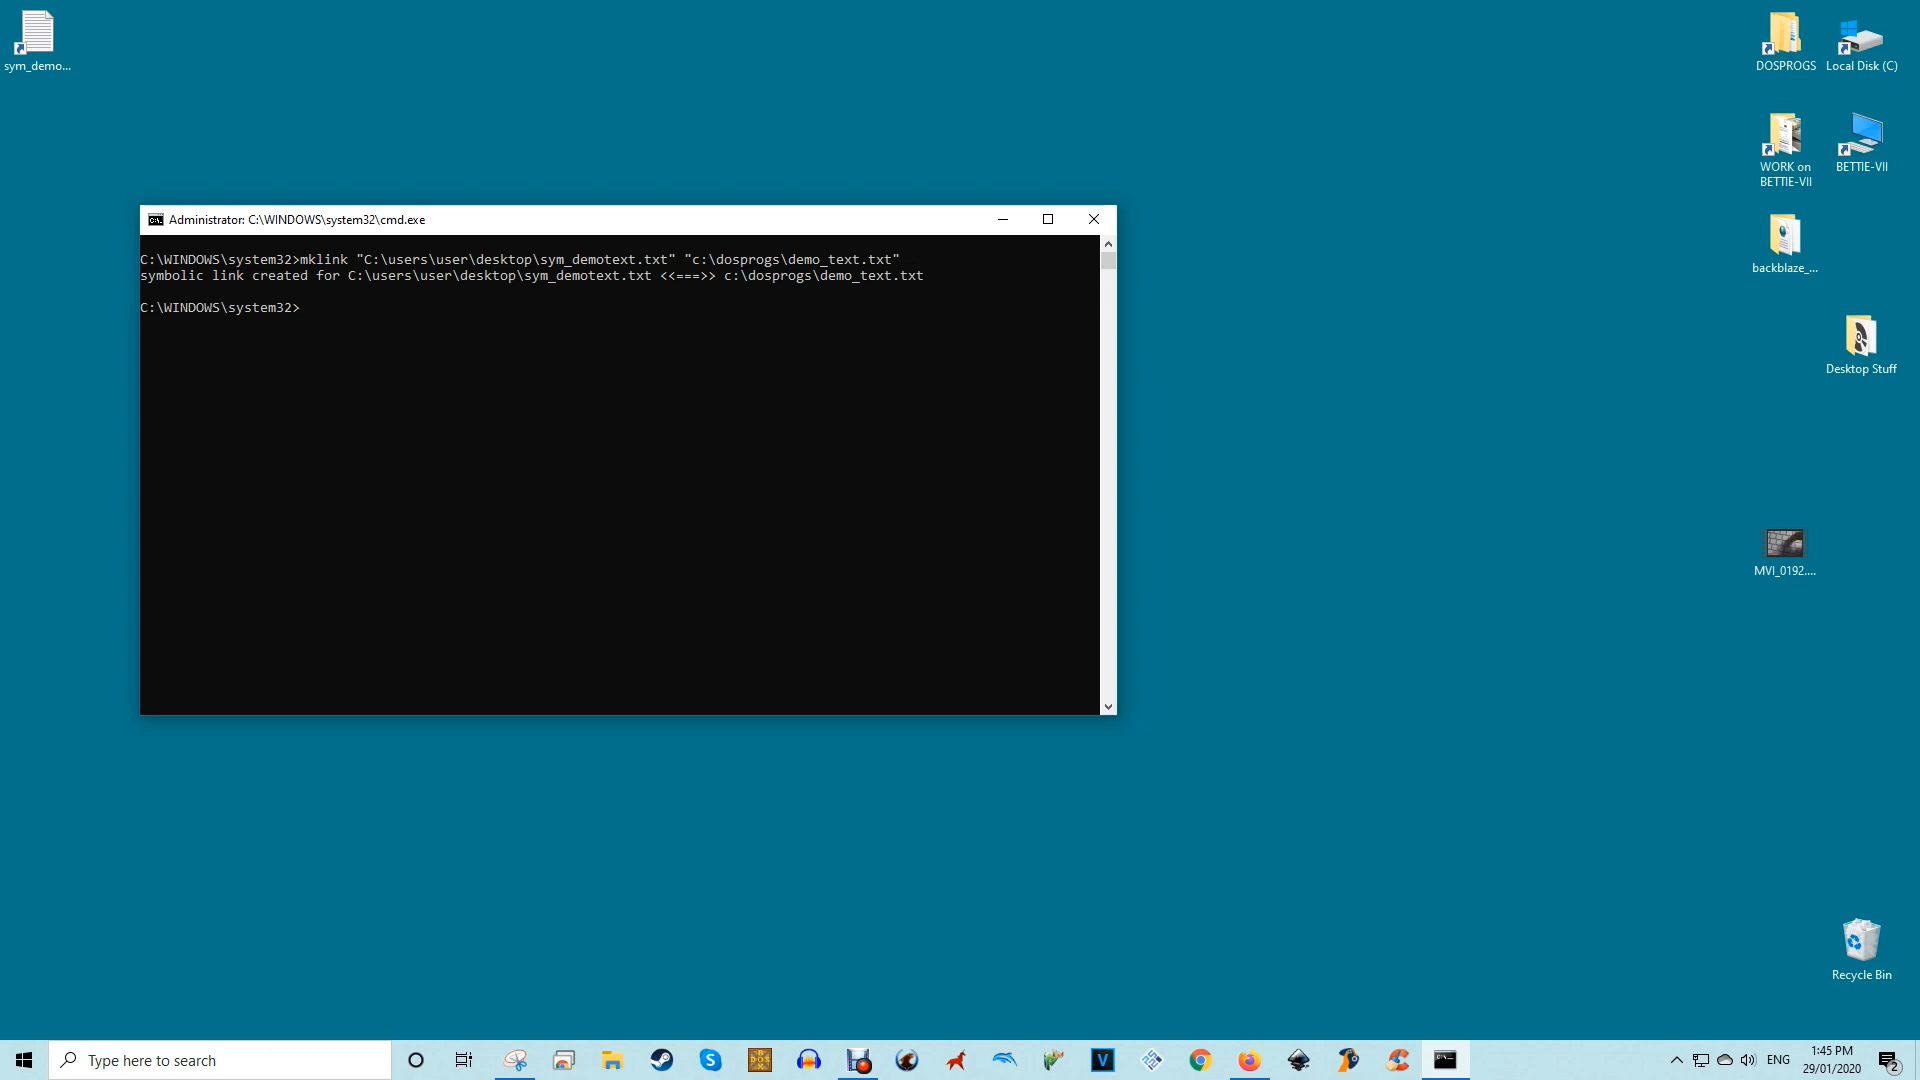 sym_demo...
DOSPROGS
Local Disk (C)
WORK on
BETTIE-VII
BETTIE-VII
backblaze_...
Desktop Stuff
MVI_0192....
Recycle Bin
Administrator: C:\WINDOWS\system32\cmd.exe
C:\WINDOWS\system32>mklink "C:\users\user\desktop\sym_demotext.txt" "c:\dosprogs\demo_text.txt"
symbolic link created for C:\users\user\desktop\sym_demotext.txt <<===>> c:\dosprogs\demo_text.txt
C:\WINDOWS\system32>
Type here to search
ENG
1:45 PM
29/01/2020
2